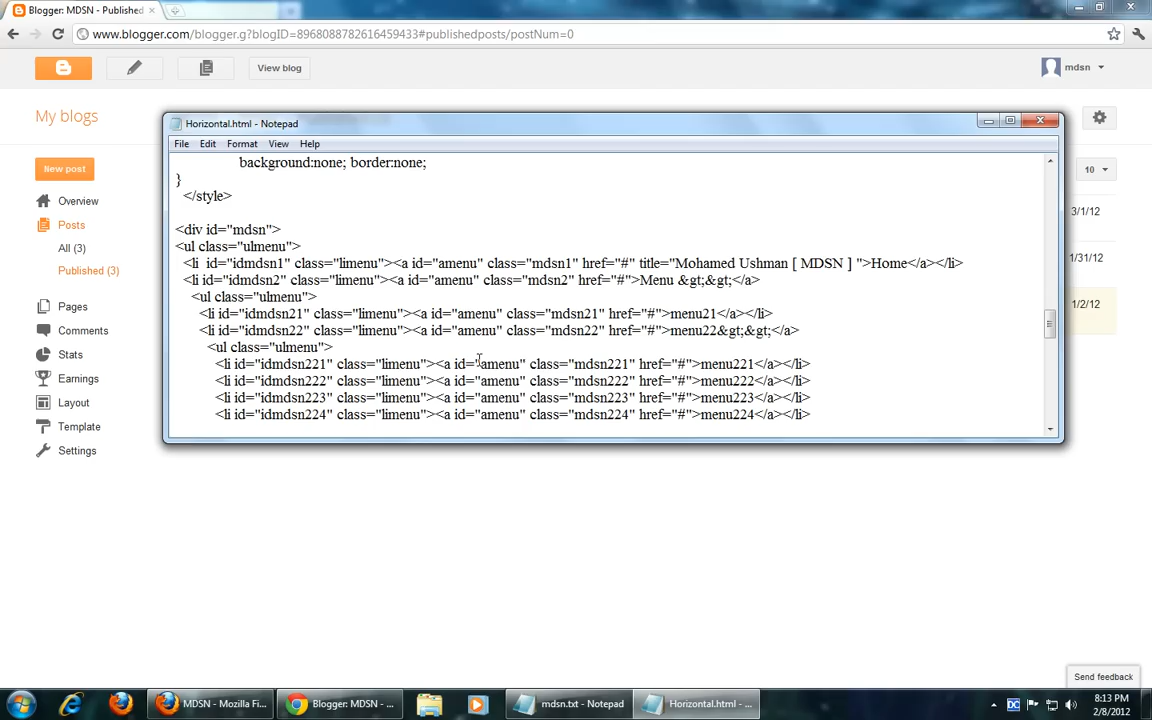 Blogger: MDSN - Published
www.blogger.com/blogger.g?blogID=8968088782616459433#publishedposts/postNum=0
View blog
mdsn
My blogs
New post
Overview
Posts
All (3)
Published (3)
Pages
Comments
Stats
Earnings
Layout
Template
Settings
10
3/1/12
1/31/12
1/2/12
Horizontal.html - Notepad
File Edit Format View Help
background:none; border:none;
}
</style>
<div id="mdsn">
<ul class="ulmenu">
<li  id="idmdsn1" class="limenu"><a id="amenu" class="mdsn1" href="#" title="Mohamed Ushman [ MDSN ] ">Home</a></li>
<li id="idmdsn2" class="limenu"><a id="amenu" class="mdsn2" href="#">Menu &gt;&gt;</a>
<ul class="ulmenu">
<li id="idmdsn21" class="limenu"><a id="amenu" class="mdsn21" href="#">menu21</a></li>
<li id="idmdsn22" class="limenu"><a id="amenu" class="mdsn22" href="#">menu22&gt;&gt;</a>
<ul class="ulmenu">
<li id="idmdsn221" class="limenu"><a id="amenu" class="mdsn221" href="#">menu221</a></li>
<li id="idmdsn222" class="limenu"><a id="amenu" class="mdsn222" href="#">menu222</a></li>
<li id="idmdsn223" class="limenu"><a id="amenu" class="mdsn223" href="#">menu223</a></li>
<li id="idmdsn224" class="limenu"><a id="amenu" class="mdsn224" href="#">menu224</a></li>
Send feedback
MDSN - Mozilla Fi...
Blogger: MDSN - ...
mdsn.txt - Notepad
Horizontal.html - ...
DC
8:13 PM
2/8/2012